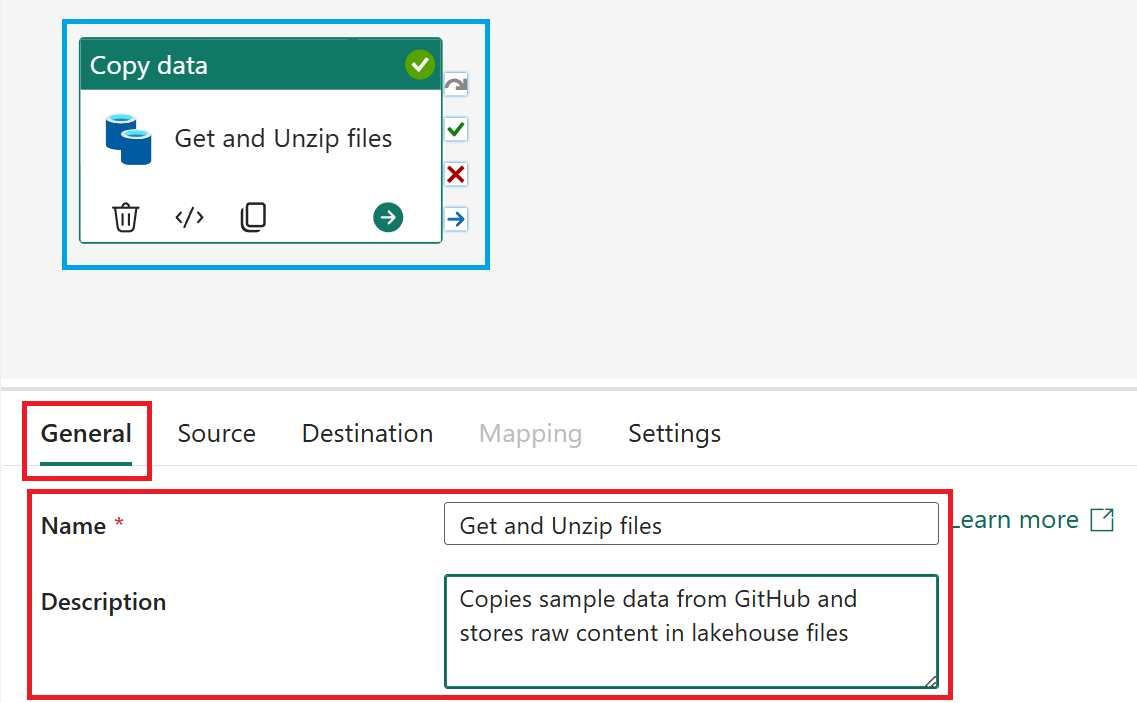 Copy data
Get and Unzip files
</>
General Source Destination Mapping Settings
Name * Get and Unzip files Learn more
Description Copies sample data from GitHub and
stores raw content in lakehouse files